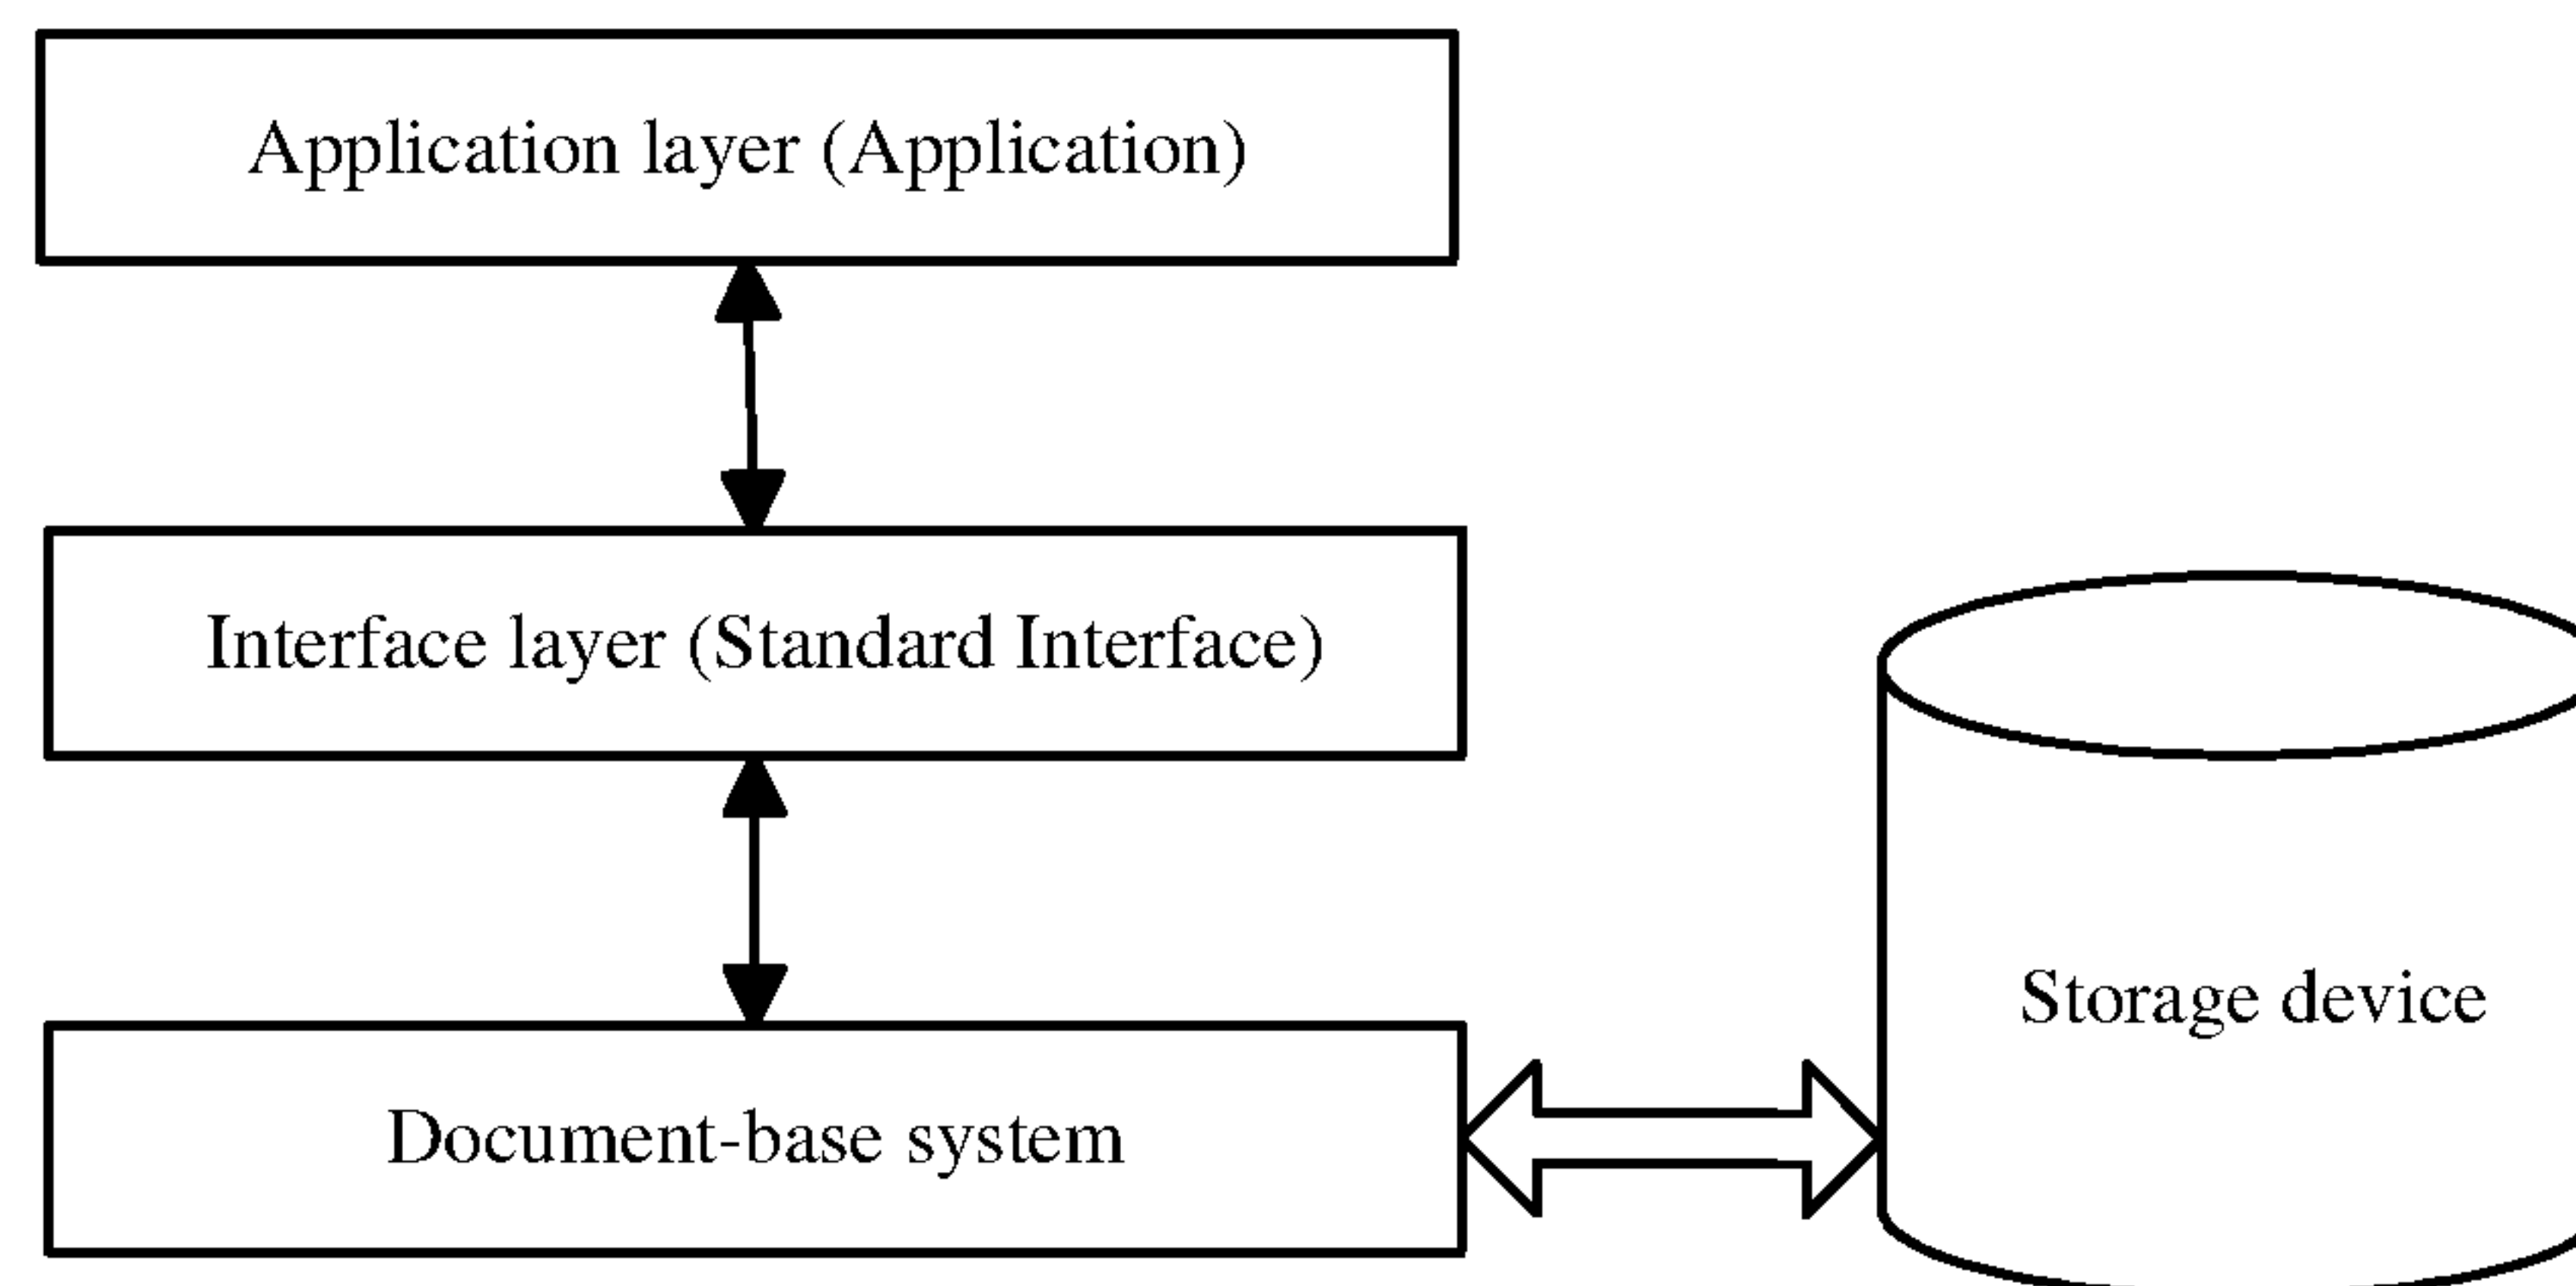 Application layer (Application)
Interface layer (Standard Interface)
Storage device
Document-base system